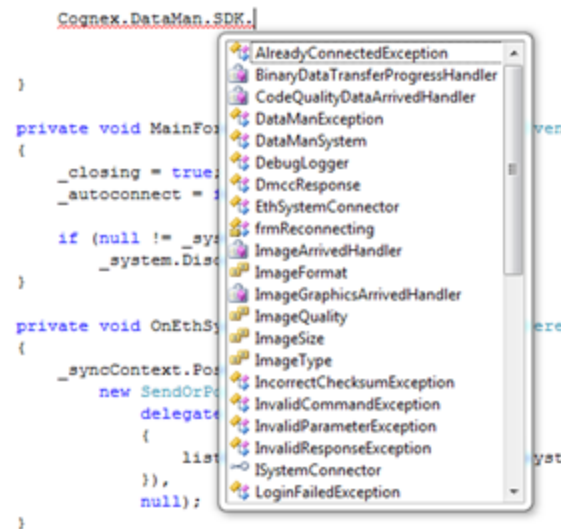 Cognex.DataMan.SDK.
AlreadyConnectedException
BinaryDataTransferProgressHandler
}
CodeQualityDataArrivedHandler
DataManException
private void MainFor
DataManSystem
{
DebugLogger
_closing = true;
DmccResponse
_autoconnect =
EthSystemConnector
frmReconnecting
if (null != _sys
ImageArrivedHandler
_system.Disc
ImageFormat
}
ImageGraphicsArrivedHandler
ImageQuality
private void OnEthSy
ImageSize
{
ImageType
_syncContext.Pos
IncorrectChecksumException
new SendOrPo
InvalidCommandException
delegate
InvalidParameterException
{
InvalidResponseException
list
ISystemConnector
}),
LoginFailedException
null);
}